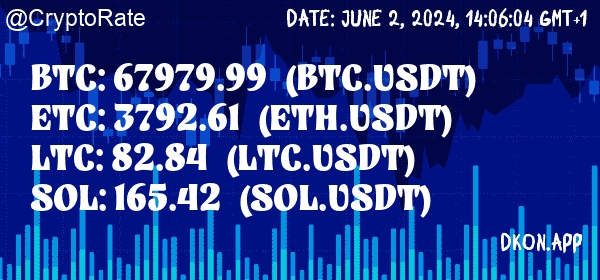 @CryptoRate
DATE: JUNE 2, 2024, 14:06:04 GMT+1
BTC: 67979.99 (BTC.USDT)
ETC: 3792.61 (ETH.USDT)
LTC: 82.84 (LTC.USDT)
SOL: 165.42 (SOL.USDT)
DKON.APP